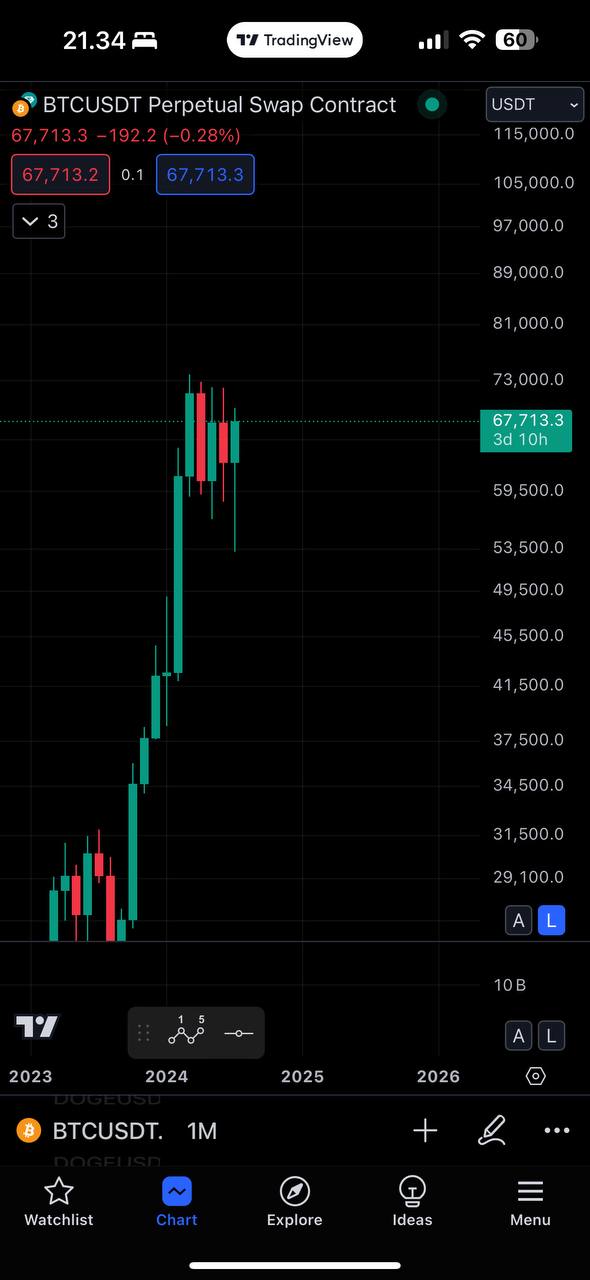 21.34
TradingView
60
BTCUSDT Perpetual Swap Contract
USDT
67,713.3 −192.2 (−0.28%)
115,000.0
67,713.2
0.1
67,713.3
105,000.0
3
97,000.0
89,000.0
81,000.0
73,000.0
67,713.3
3d 10h
59,500.0
53,500.0
49,500.0
45,500.0
41,500.0
37,500.0
34,500.0
31,500.0
29,100.0
A L
10 B
1 5
A L
2023 2024 2025 2026
DOGEUSD
BTCUSDT. 1M
DOGEUSD
Watchlist Chart Explore Ideas Menu